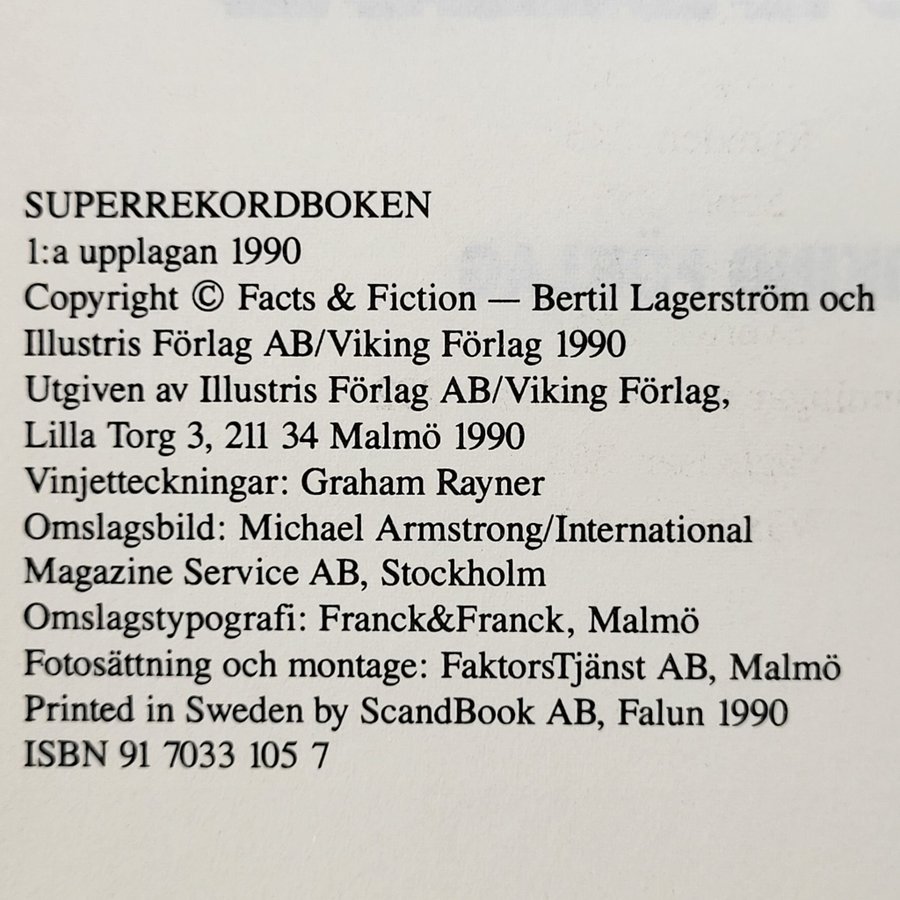 SUPERREKORDBOKEN
1:a upplagan 1990
Copyright © Facts & Fiction — Bertil Lagerström och
Illustris Förlag AB/Viking Förlag 1990
Utgiven av Illustris Förlag AB/Viking Förlag,
Lilla Torg 3, 211 34 Malmö 1990
Vinjetteckningar: Graham Rayner
Omslagsbild: Michael Armstrong/International
Magazine Service AB, Stockholm
Omslagstypografi: Franck&Franck, Malmö
Fotosättning och montage: FaktorsTjänst AB, Malmö
Printed in Sweden by ScandBook AB, Falun 1990
ISBN 91 7033 105 7